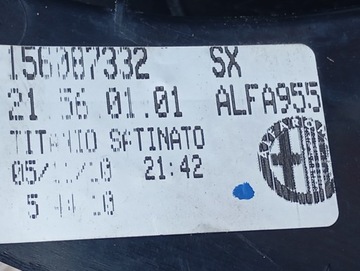 156087332 SX
21.56.01.01 ALFA955
TITANIO SATINATO
21:42